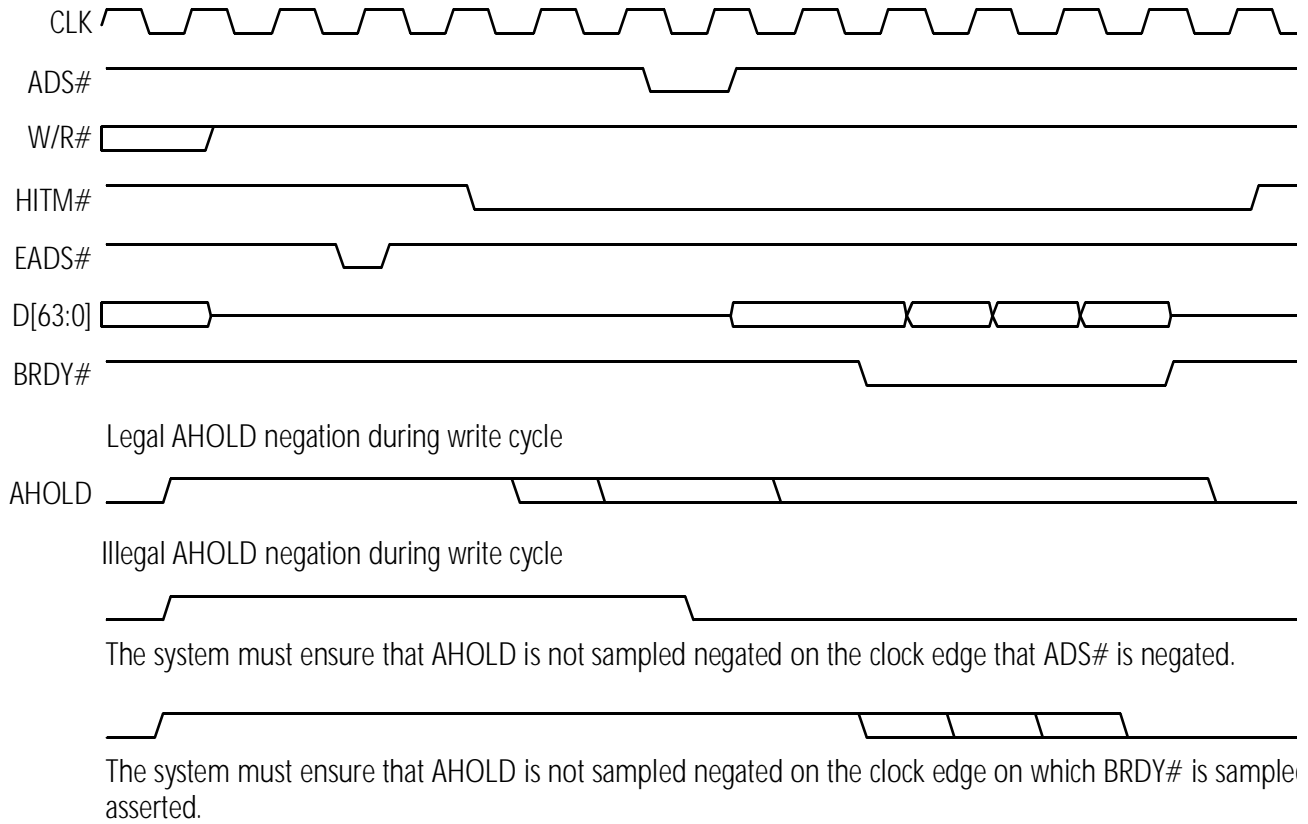 CLK
ADS#
W/R#
HITM#
EADS#
D[63:0]
BRDY#
Legal AHOLD negation during write cycle
AHOLD
Illegal AHOLD negation during write cycle
The system must ensure that AHOLD is not sampled negated on the clock edge that ADS# is negated.
The system must ensure that AHOLD is not sampled negated on the clock edge on which BRDY# is sampled
asserted.